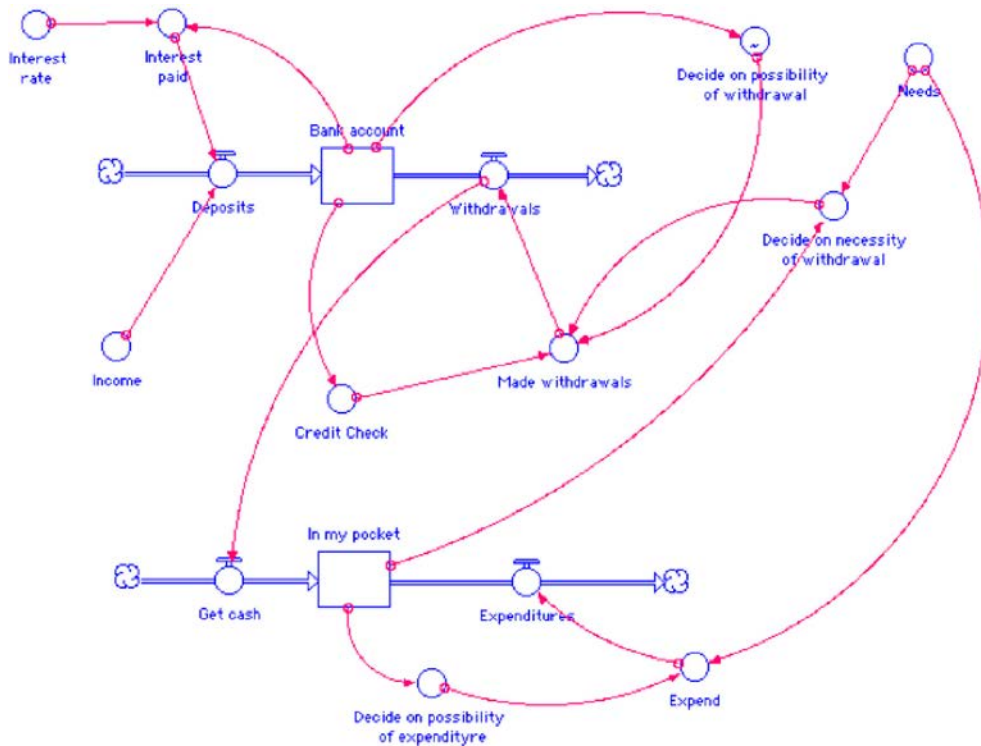 Interest
rate
Interest
paid
Decide on possibility
of withdrawal
Needs
Bank account
Deposits
Withdrawals
Decide on necessity
of withdrawal
Income
Made withdrawals
Credit Check
In my pocket
Get cash
Expenditures
Expend
Decide on possibility
of expendityre